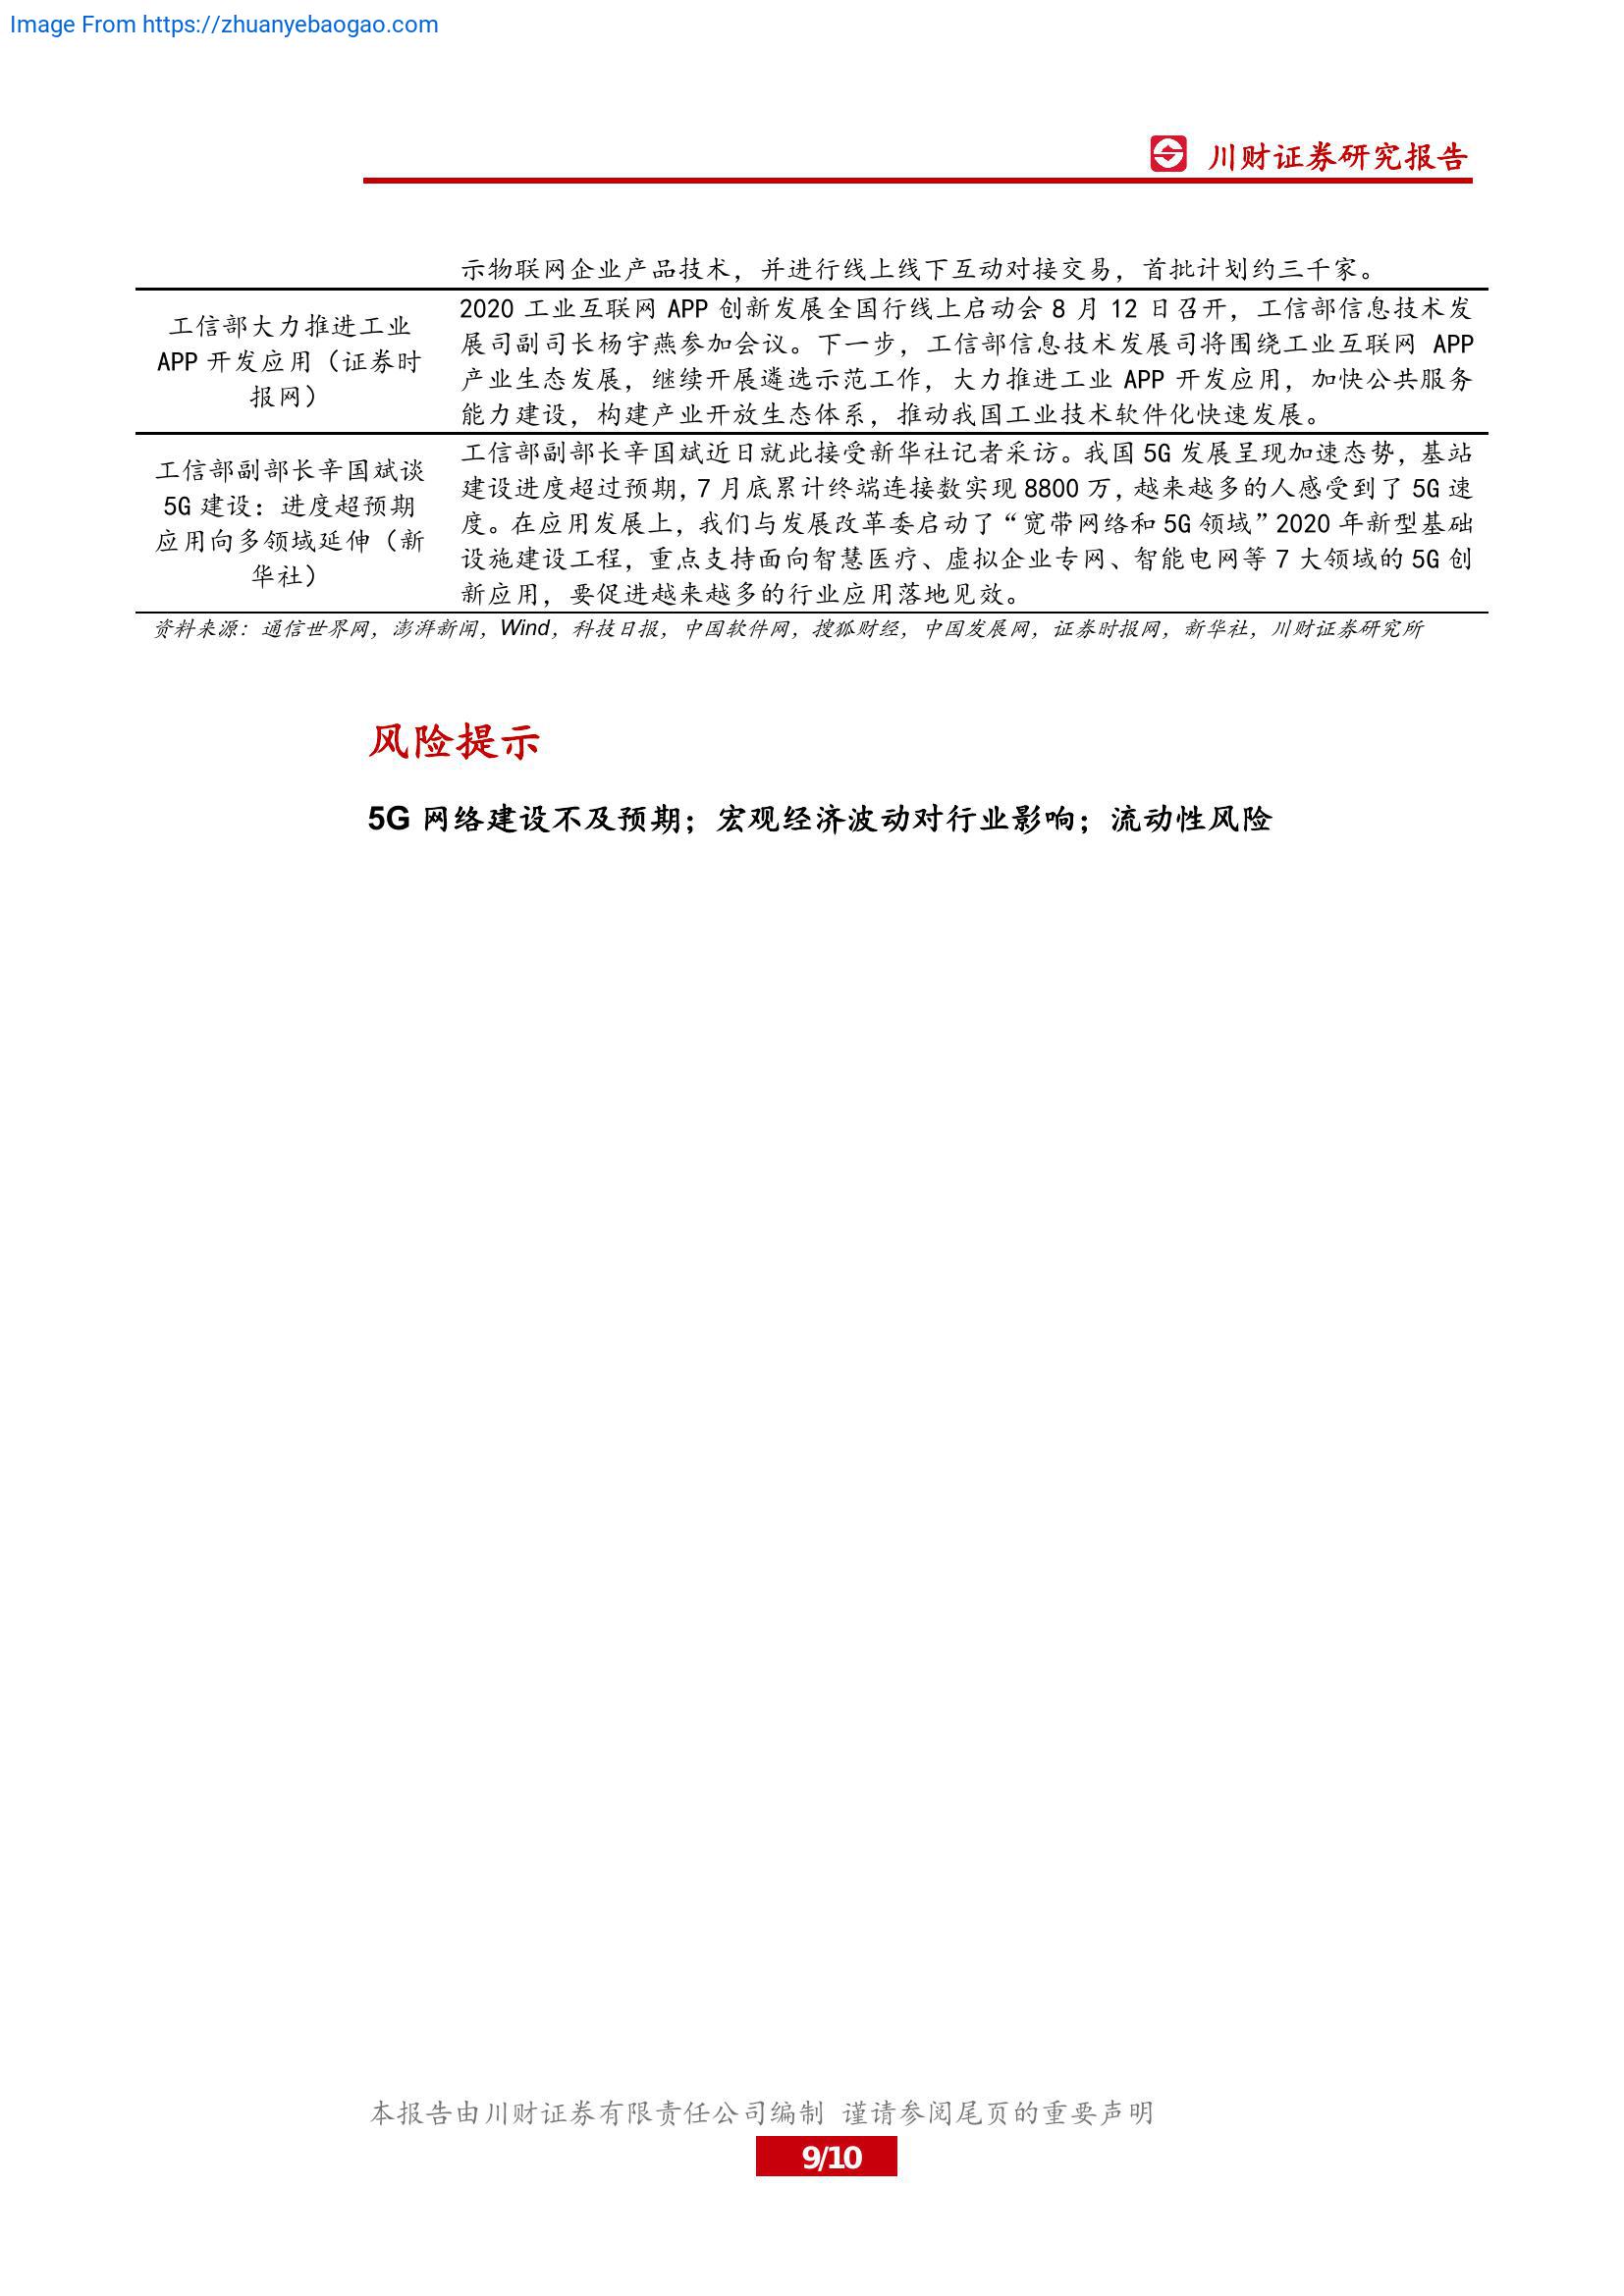 Image From https://zhuanyebaogao.com
川财证券研究报告
示物联网企业产品技术，并进行线上线下互动对接交易，首批计划约三千家。
工信部大力推进工业
APP 开发应用（证券时
报网）
2020 工业互联网 APP 创新发展全国行线上启动会 8 月 12 日召开，工信部信息技术发
展司副司长杨宇燕参加会议。下一步，工信部信息技术发展司将围绕工业互联网 APP
产业生态发展，继续开展遴选示范工作，大力推进工业 APP 开发应用，加快公共服务
能力建设，构建产业开放生态体系，推动我国工业技术软件化快速发展。
工信部副部长辛国斌谈
5G 建设：进度超预期
应用向多领域延伸（新
华社）
工信部副部长辛国斌近日就此接受新华社记者采访。我国 5G 发展呈现加速态势，基站
建设进度超过预期，7 月底累计终端连接数实现 8800 万，越来越多的人感受到了 5G 速
度。在应用发展上，我们与发展改革委启动了“宽带网络和 5G 领域”2020 年新型基础
设施建设工程，重点支持面向智慧医疗、虚拟企业专网、智能电网等 7 大领域的 5G 创
新应用，要促进越来越多的行业应用落地见效。
资料来源：通信世界网，澎湃新闻，Wind，科技日报，中国软件网，搜狐财经，中国发展网，证券时报网，新华社，川财证券研究所
风险提示
5G 网络建设不及预期；宏观经济波动对行业影响；流动性风险
本报告由川财证券有限责任公司编制 谨请参阅尾页的重要声明
9/10